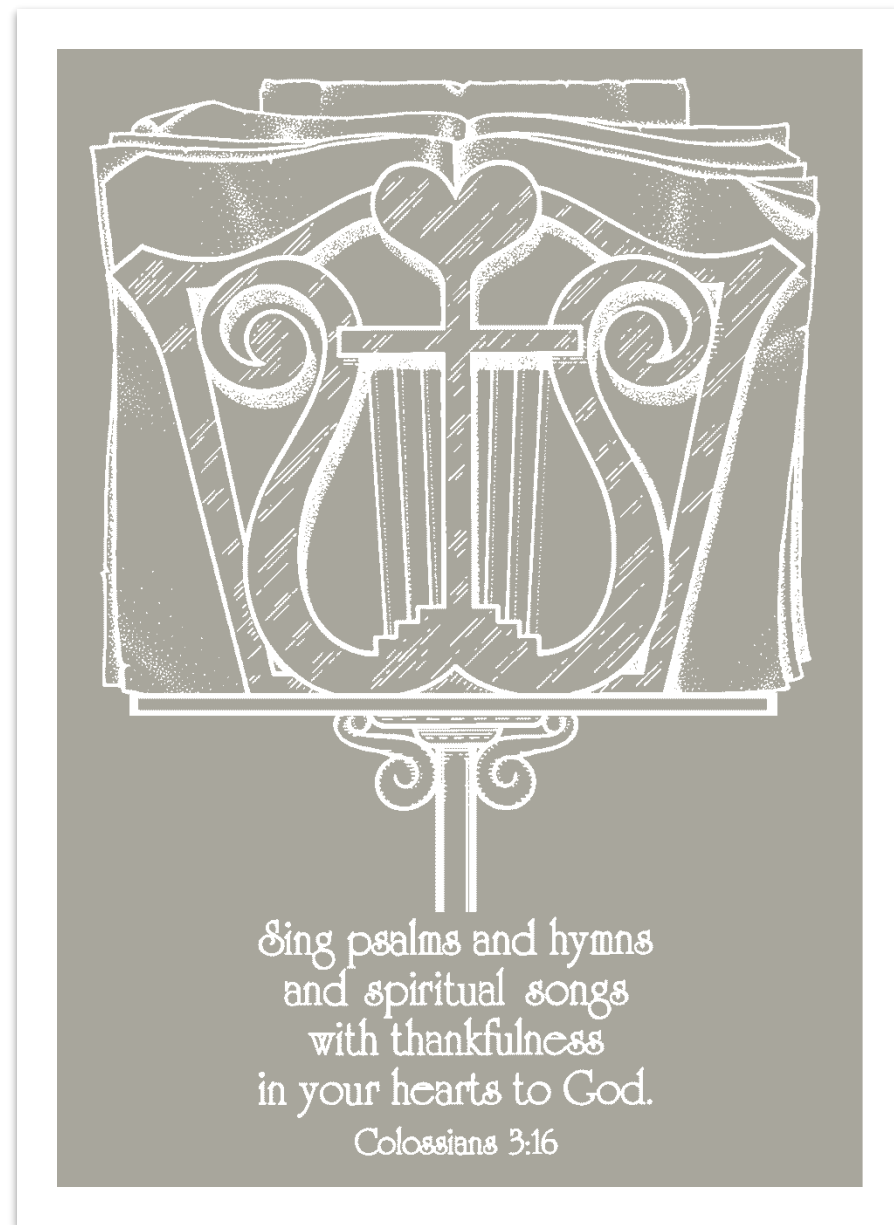 Sing psalms and hymns
and spiritual songs
with thankfulness
in your hearts to God.
Colossians 3:16